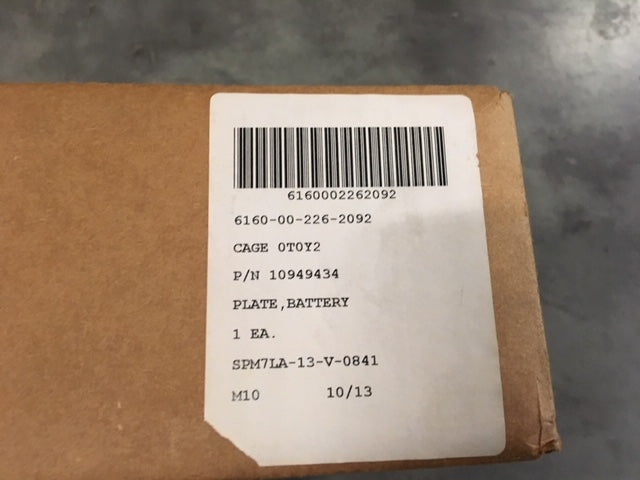 6160002262092
6160-00-226-2092
CAGE 0T0Y2
P/N 10949434
PLATE,BATTERY
1 EA.
SPM7LA-13-V-0841
M10 10/13